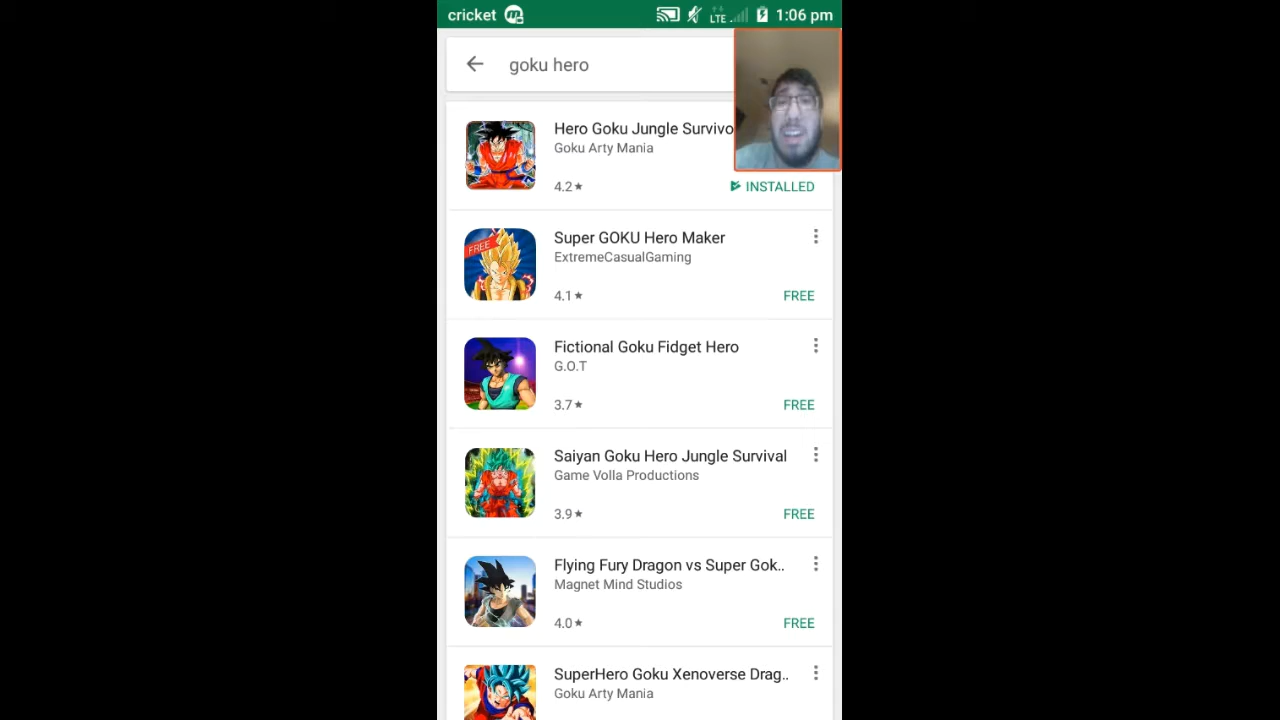 cricket
LTE 1:06 pm
goku hero
Hero Goku Jungle Survivo
Goku Arty Mania
4.2★
INSTALLED
FREE
Super GOKU Hero Maker
ExtremeCasualGaming
4.1★
FREE
Fictional Goku Fidget Hero
G.O.T
3.7★
FREE
Saiyan Goku Hero Jungle Survival
Game Volla Productions
3.9★
FREE
Flying Fury Dragon vs Super Gok..
Magnet Mind Studios
4.0★
FREE
SuperHero Goku Xenoverse Drag..
Goku Arty Mania